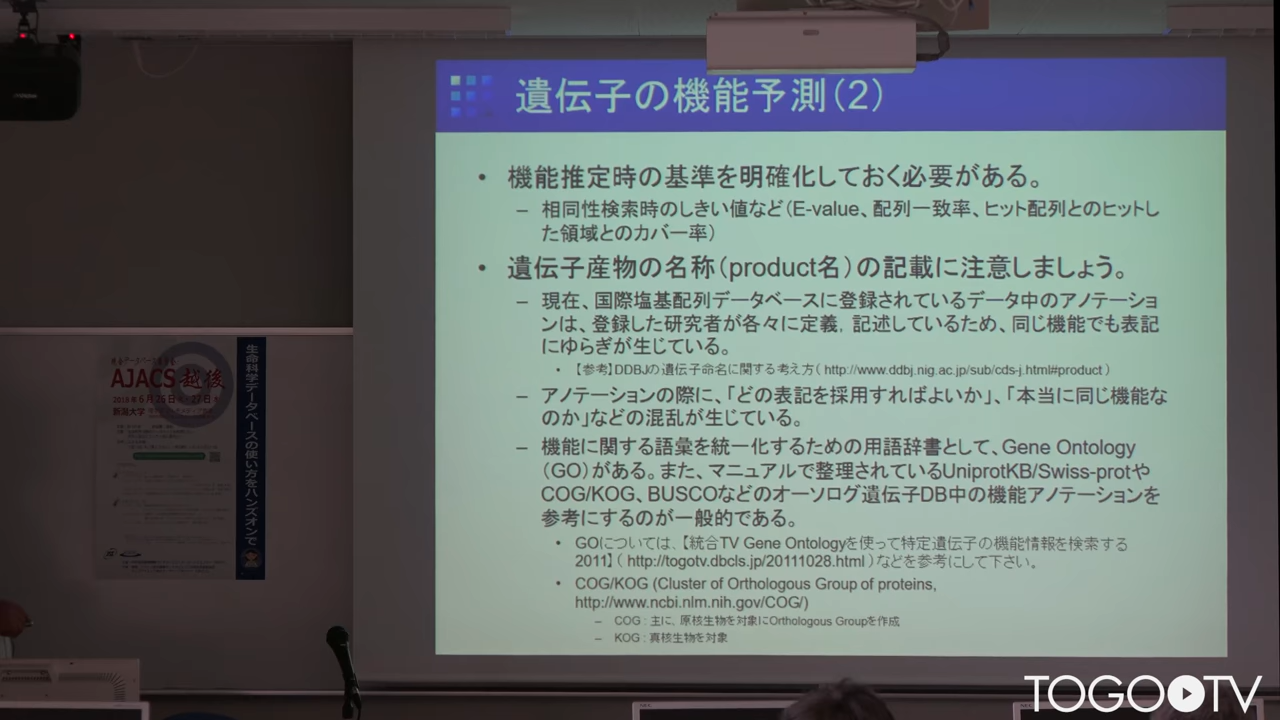 遺伝子の機能予測（2）
• 機能推定時の基準を明確化しておく必要がある。
– 相同性検索時のしきい値など（E-value、配列一致率、ヒット配列とのヒットし
た領域とのカバー率）
• 遺伝子産物の名称（product名）の記載に注意しましょう。
– 現在、国際塩基配列データベースに登録されているデータ中のアノテーショ
ンは、登録した研究者が各々に定義，記述しているため、同じ機能でも表記
にゆらぎが生じている。
• 【参考】DDBJの遺伝子命名に関する考え方（ http://www.ddbj.nig.ac.jp/sub/cds-j.html#product ）
– アノテーションの際に、「どの表記を採用すればよいか」、「本当に同じ機能な
のか」などの混乱が生じている。
– 機能に関する語彙を統一化するための用語辞書として、Gene Ontology
（GO）がある。また、マニュアルで整理されているUniprotKB/Swiss-protや
COG/KOG、BUSCOなどのオーソログ遺伝子DB中の機能アノテーションを
参考にするのが一般的である。
• GOについては、【統合TV Gene Ontologyを使って特定遺伝子の機能情報を検索する
2011】（ http://togotv.dbcls.jp/20111028.html ）などを参考にして下さい。
• COG/KOG (Cluster of Orthologous Group of proteins,
http://www.ncbi.nlm.nih.gov/COG/)
– COG : 主に、原核生物を対象にOrthologous Groupを作成
– KOG : 真核生物を対象
AJACS 越後
新潟大学
生命科学データベースの使い方をハンズオンで
TOGO TV